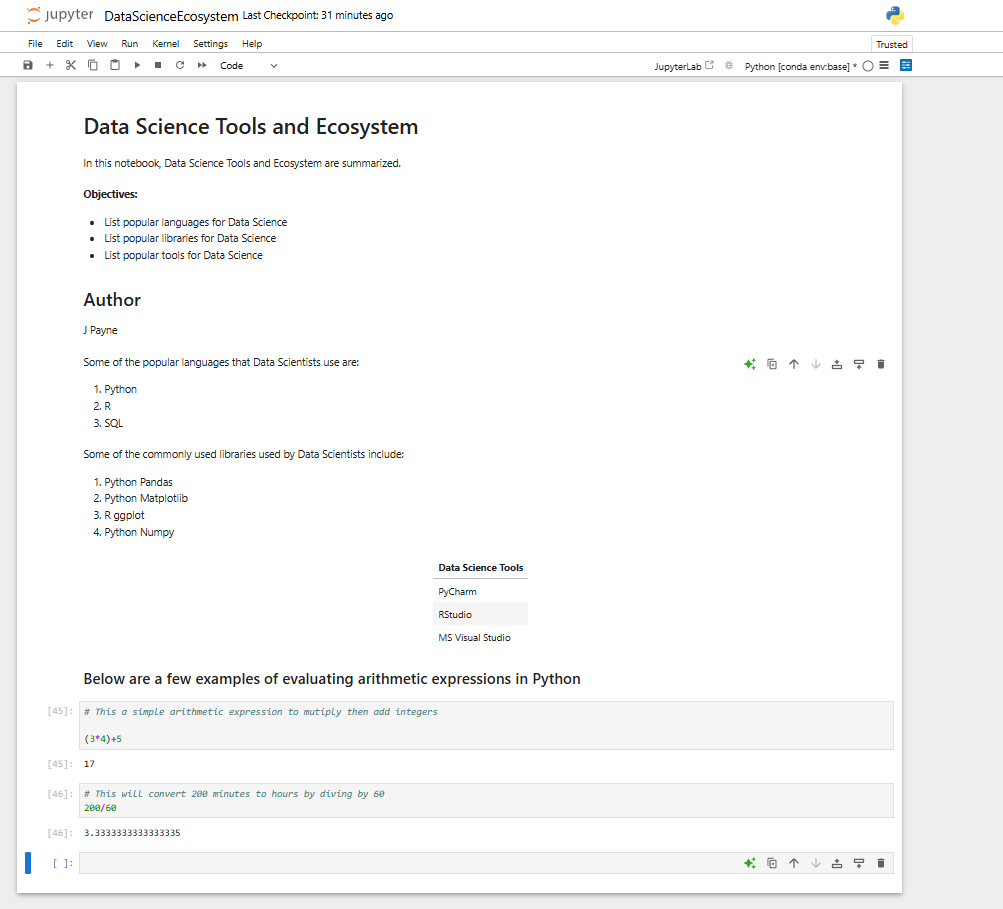 jupyter DataScienceEcosystem Last Checkpoint: 31 minutes ago
File Edit View Run Kernel Settings Help
Trusted
Code
JupyterLab
Python [conda env:base] *
Data Science Tools and Ecosystem
In this notebook, Data Science Tools and Ecosystem are summarized.
Objectives:
• List popular languages for Data Science
• List popular libraries for Data Science
• List popular tools for Data Science
Author
J Payne
Some of the popular languages that Data Scientists use are:
1. Python
2. R
3. SQL
Some of the commonly used libraries used by Data Scientists include:
1. Python Pandas
2. Python Matplotlib
3. R ggplot
4. Python Numpy
Data Science Tools
PyCharm
RStudio
MS Visual Studio
Below are a few examples of evaluating arithmetic expressions in Python
[45]: # This a simple arithmetic expression to mutiply then add integers
(3*4)+5
[45]: 17
[46]: # This will convert 200 minutes to hours by diving by 60
200/60
[46]: 3.3333333333333335
[ ]: